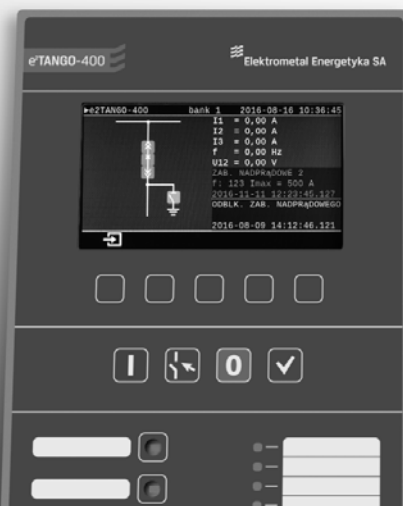 e²TANGO-400
Elektrometal Energetyka SA
►e2TANGO-400 bank 1 2016-08-16 10:36:45
I1 = 0,00 A
I2 = 0,00 A
I3 = 0,00 A
f = 0,00 Hz
U12 = 0,00 V
ZAB. NADPRĄDOWE 2
f: 123 Imax = 500 A
2016-11-11 12:23:45.127
ODBLK. ZAB. NADPRĄDOWEGO
2016-08-09 14:12:46.121
I 0